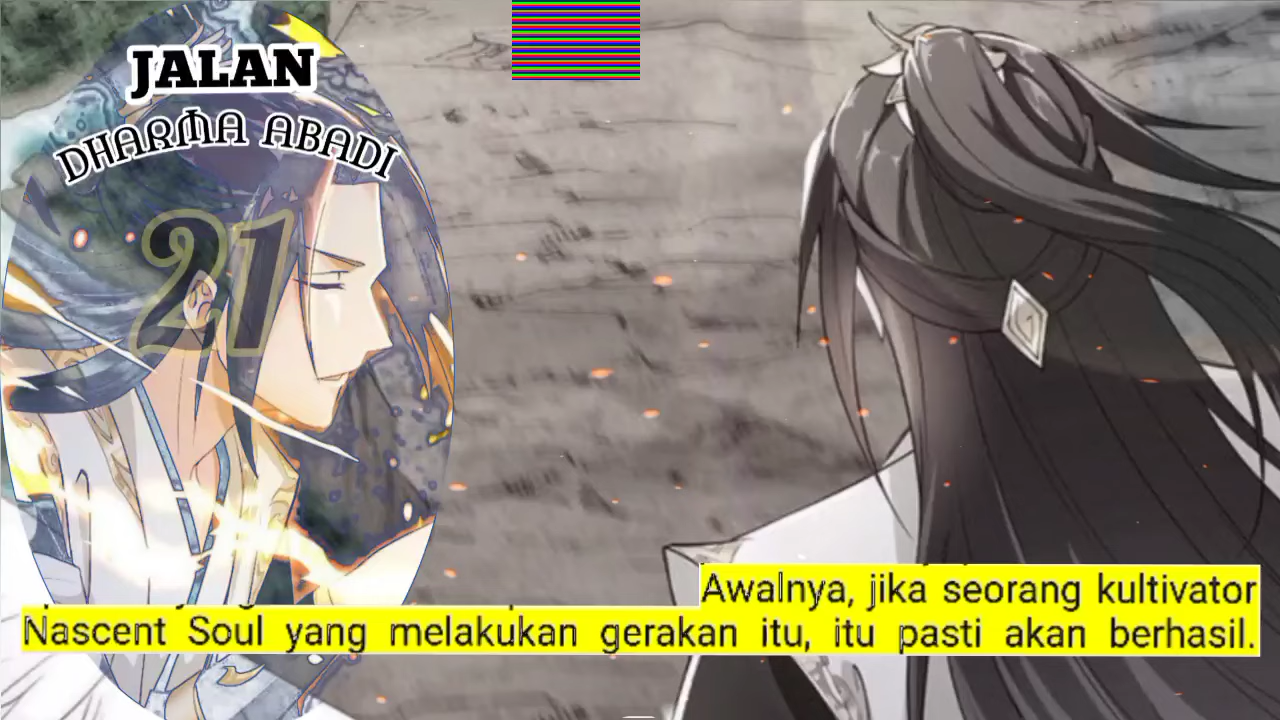 JALAN
DHARMA ABADI
21
Awalnya, jika seorang kultivator
Nascent Soul yang melakukan gerakan itu, itu pasti akan berhasil.